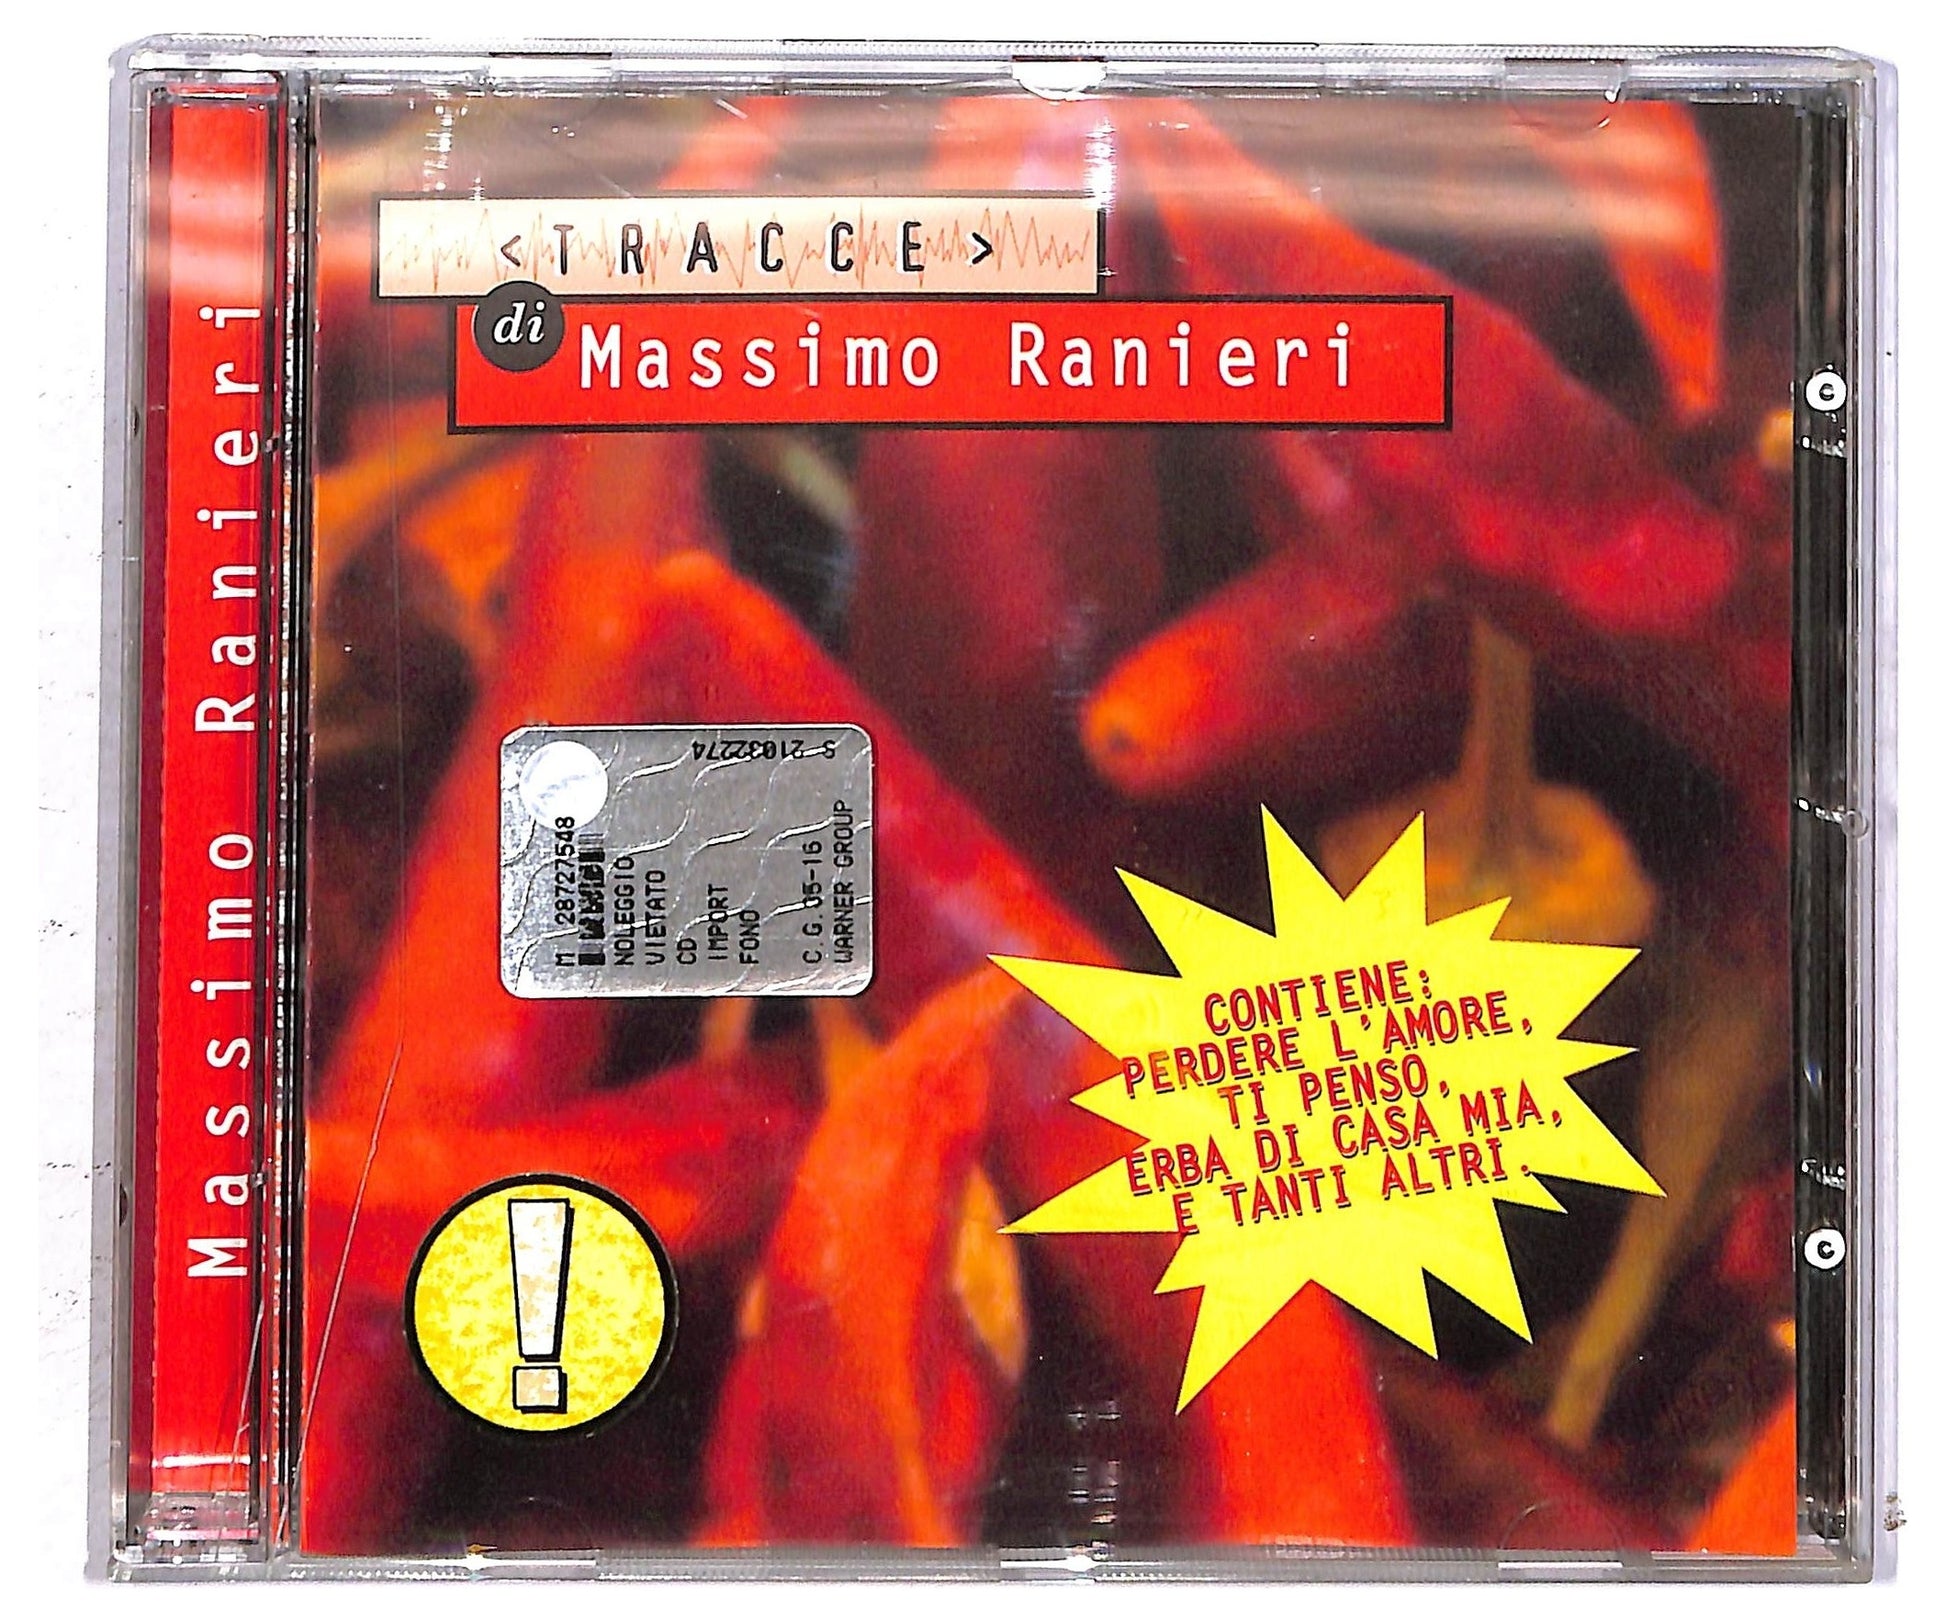 Massimo Ranieri
<TRACCE>
di
Massimo Ranieri
S 21032274
M 28727548
NOLEGGIO
VIETATO
CD
IMPORT
FONO
C.G.05-16
WARNER GROUP
CONTIENE:
PERDERE L'AMORE,
TI PENSO,
ERBA DI CASA MIA,
E TANTI ALTRI.
!
C
C